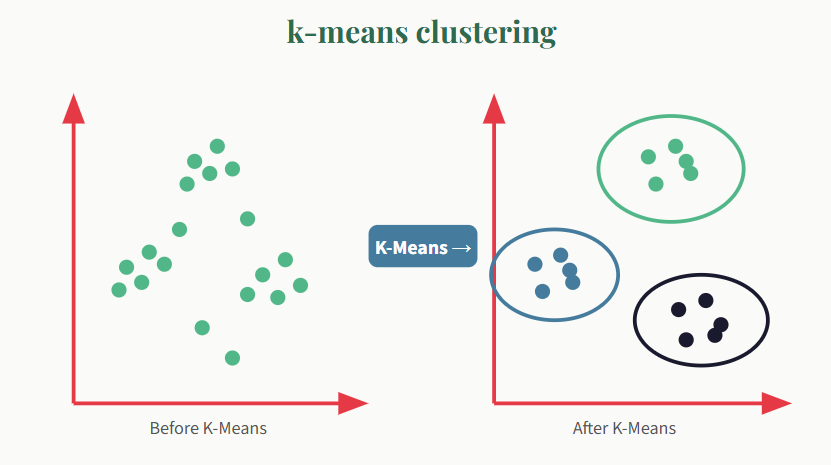 k-means clustering
K-Means →
Before K-Means
After K-Means